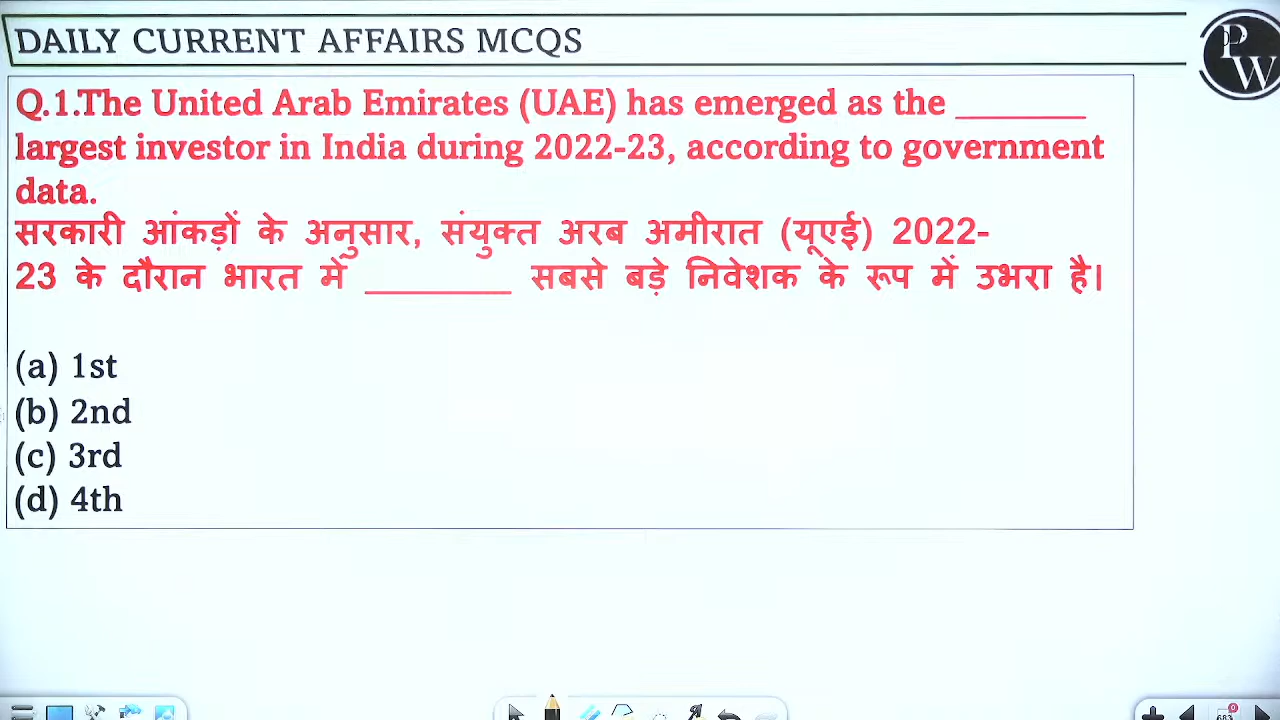 DAILY CURRENT AFFAIRS MCQS
PW
Q.1.The United Arab Emirates (UAE) has emerged as the ________
largest investor in India during 2022-23, according to government
data.
सरकारी आंकड़ों के अनुसार, संयुक्त अरब अमीरात (यूएई) 2022-
23 के दौरान भारत में ________ सबसे बड़े निवेशक के रूप में उभरा है।
(a) 1st
(b) 2nd
(c) 3rd
(d) 4th